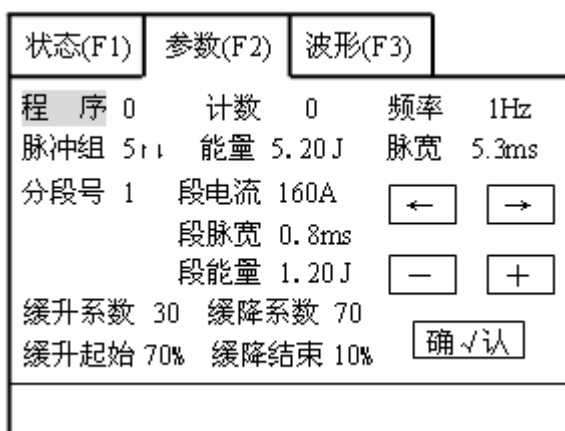 状态(F1) 参数(F2) 波形(F3)
程 序 0 计数 0 频率 1Hz
脉冲组 5↑↓ 能量 5.20J 脉宽 5.3ms
分段号 1 段电流 160A ← →
段脉宽 0.8ms
段能量 1.20J － ＋
缓升系数 30 缓降系数 70
缓升起始 70% 缓降结束 10% 确√认